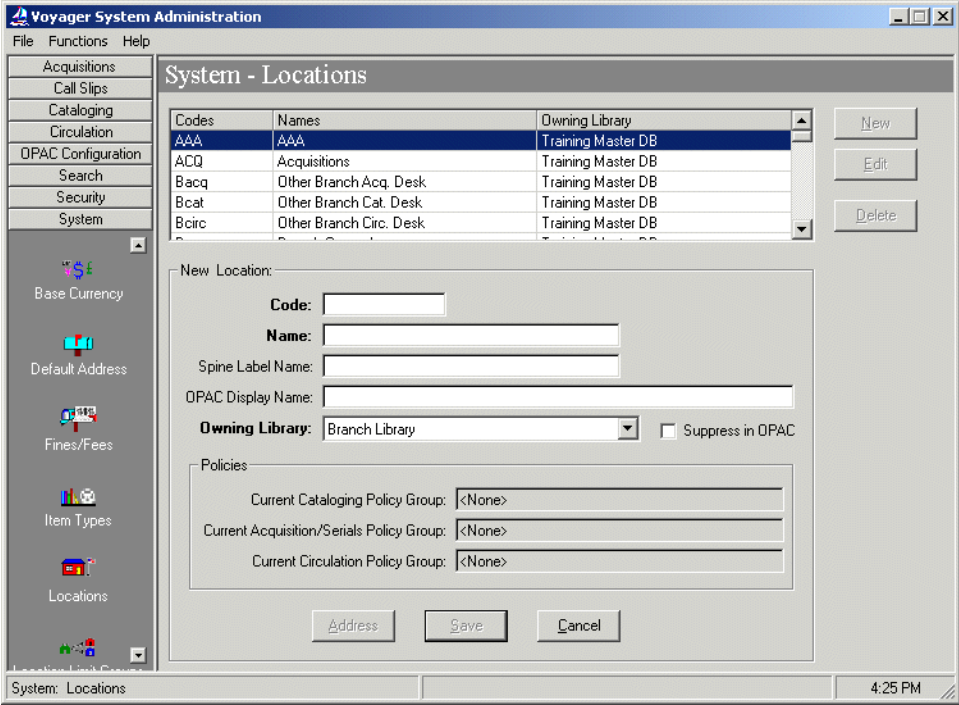 Voyager System Administration
File Functions Help
Acquisitions
Call Slips
Cataloging
Circulation
OPAC Configuration
Search
Security
System
Base Currency
Default Address
Fines/Fees
Item Types
Locations
System - Locations
Codes Names Owning Library
AAA AAA Training Master DB
ACQ Acquisitions Training Master DB
Bacq Other Branch Acq. Desk Training Master DB
Bcat Other Branch Cat. Desk Training Master DB
Bcirc Other Branch Circ. Desk Training Master DB
New
Edit
Delete
New Location:
Code:
Name:
Spine Label Name:
OPAC Display Name:
Owning Library: Branch Library Suppress in OPAC
Policies
Current Cataloging Policy Group: <None>
Current Acquisition/Serials Policy Group: <None>
Current Circulation Policy Group: <None>
Address Save Cancel
System: Locations 4:25 PM